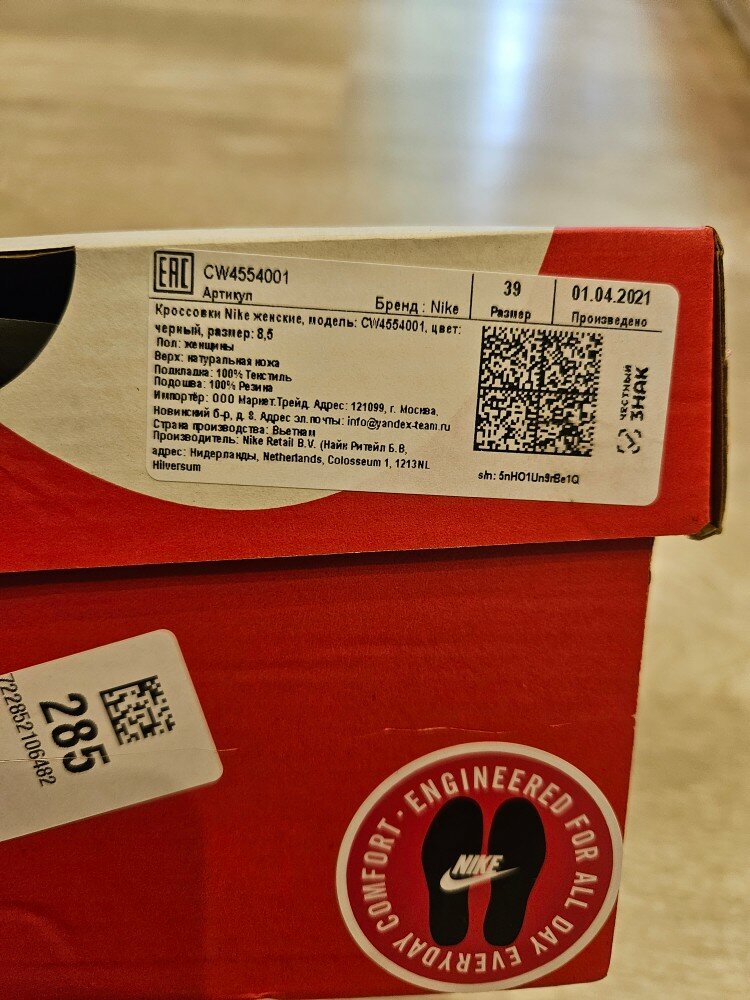 EAC
CW4554001
Артикул
Бренд : Nike
39
Размер
01.04.2021
Произведено
Кроссовки Nike женские, модель: CW4554001, цвет:
черный, размер: 8,5
Пол: женщины
Верх: натуральная кожа
Подкладка: 100% Текстиль
Подошва: 100% Резина
Импортёр: ООО Маркет.Трейд. Адрес: 121099, г. Москва,
Новинский б-р, д. 8. Адрес эл.почты: info@yandex-team.ru
Страна производства: Вьетнам
Производитель: Nike Retail B.V. (Найк Ритейл Б.В,
адрес: Нидерланды, Netherlands, Colosseum 1, 1213NL
Hilversum
ЧЕСТНЫЙ
ЗНАК
s/n: 5nHO1Un9rBe1Q
285
722852106482
ENGINEERED FOR ALL DAY EVERYDAY COMFORT ·
NIKE